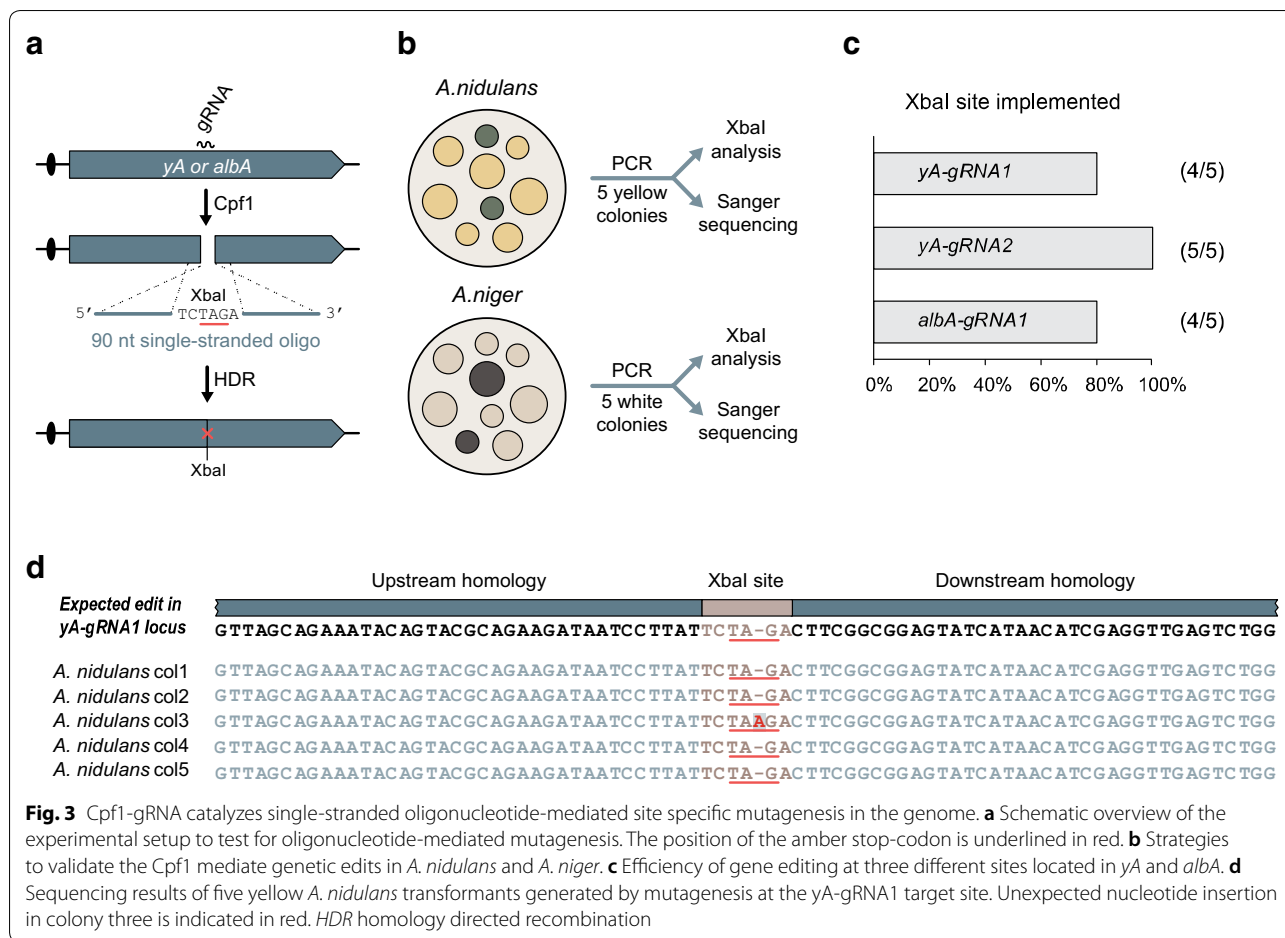 a
gRNA
yA or albA
Cpf1
XbaI
5′ TCTAGA 3′
90 nt single-stranded oligo
HDR
XbaI
b
A.nidulans
PCR
5 yellow
colonies
XbaI
analysis
Sanger
sequencing
A.niger
PCR
5 white
colonies
XbaI
analysis
Sanger
sequencing
c
XbaI site implemented
yA-gRNA1 (4/5)
yA-gRNA2 (5/5)
albA-gRNA1 (4/5)
0% 20% 40% 60% 80% 100%
d
Upstream homology XbaI site Downstream homology
Expected edit in
yA-gRNA1 locus
GTTAGCAGAAATACAGTACGCAGAAGATAATCCTTATTCTA-GACTTCGGCGGAGTATCATAACATCGAGGTTGAGTCTGG
A. nidulans col1 GTTAGCAGAAATACAGTACGCAGAAGATAATCCTTATTCTA-GACTTCGGCGGAGTATCATAACATCGAGGTTGAGTCTGG
A. nidulans col2 GTTAGCAGAAATACAGTACGCAGAAGATAATCCTTATTCTA-GACTTCGGCGGAGTATCATAACATCGAGGTTGAGTCTGG
A. nidulans col3 GTTAGCAGAAATACAGTACGCAGAAGATAATCCTTATTCTAAGACTTCGGCGGAGTATCATAACATCGAGGTTGAGTCTGG
A. nidulans col4 GTTAGCAGAAATACAGTACGCAGAAGATAATCCTTATTCTA-GACTTCGGCGGAGTATCATAACATCGAGGTTGAGTCTGG
A. nidulans col5 GTTAGCAGAAATACAGTACGCAGAAGATAATCCTTATTCTA-GACTTCGGCGGAGTATCATAACATCGAGGTTGAGTCTGG
Fig. 3 Cpf1-gRNA catalyzes single-stranded oligonucleotide-mediated site specific mutagenesis in the genome. a Schematic overview of the
experimental setup to test for oligonucleotide-mediated mutagenesis. The position of the amber stop-codon is underlined in red. b Strategies
to validate the Cpf1 mediate genetic edits in A. nidulans and A. niger. c Efficiency of gene editing at three different sites located in yA and albA. d
Sequencing results of five yellow A. nidulans transformants generated by mutagenesis at the yA-gRNA1 target site. Unexpected nucleotide insertion
in colony three is indicated in red. HDR homology directed recombination